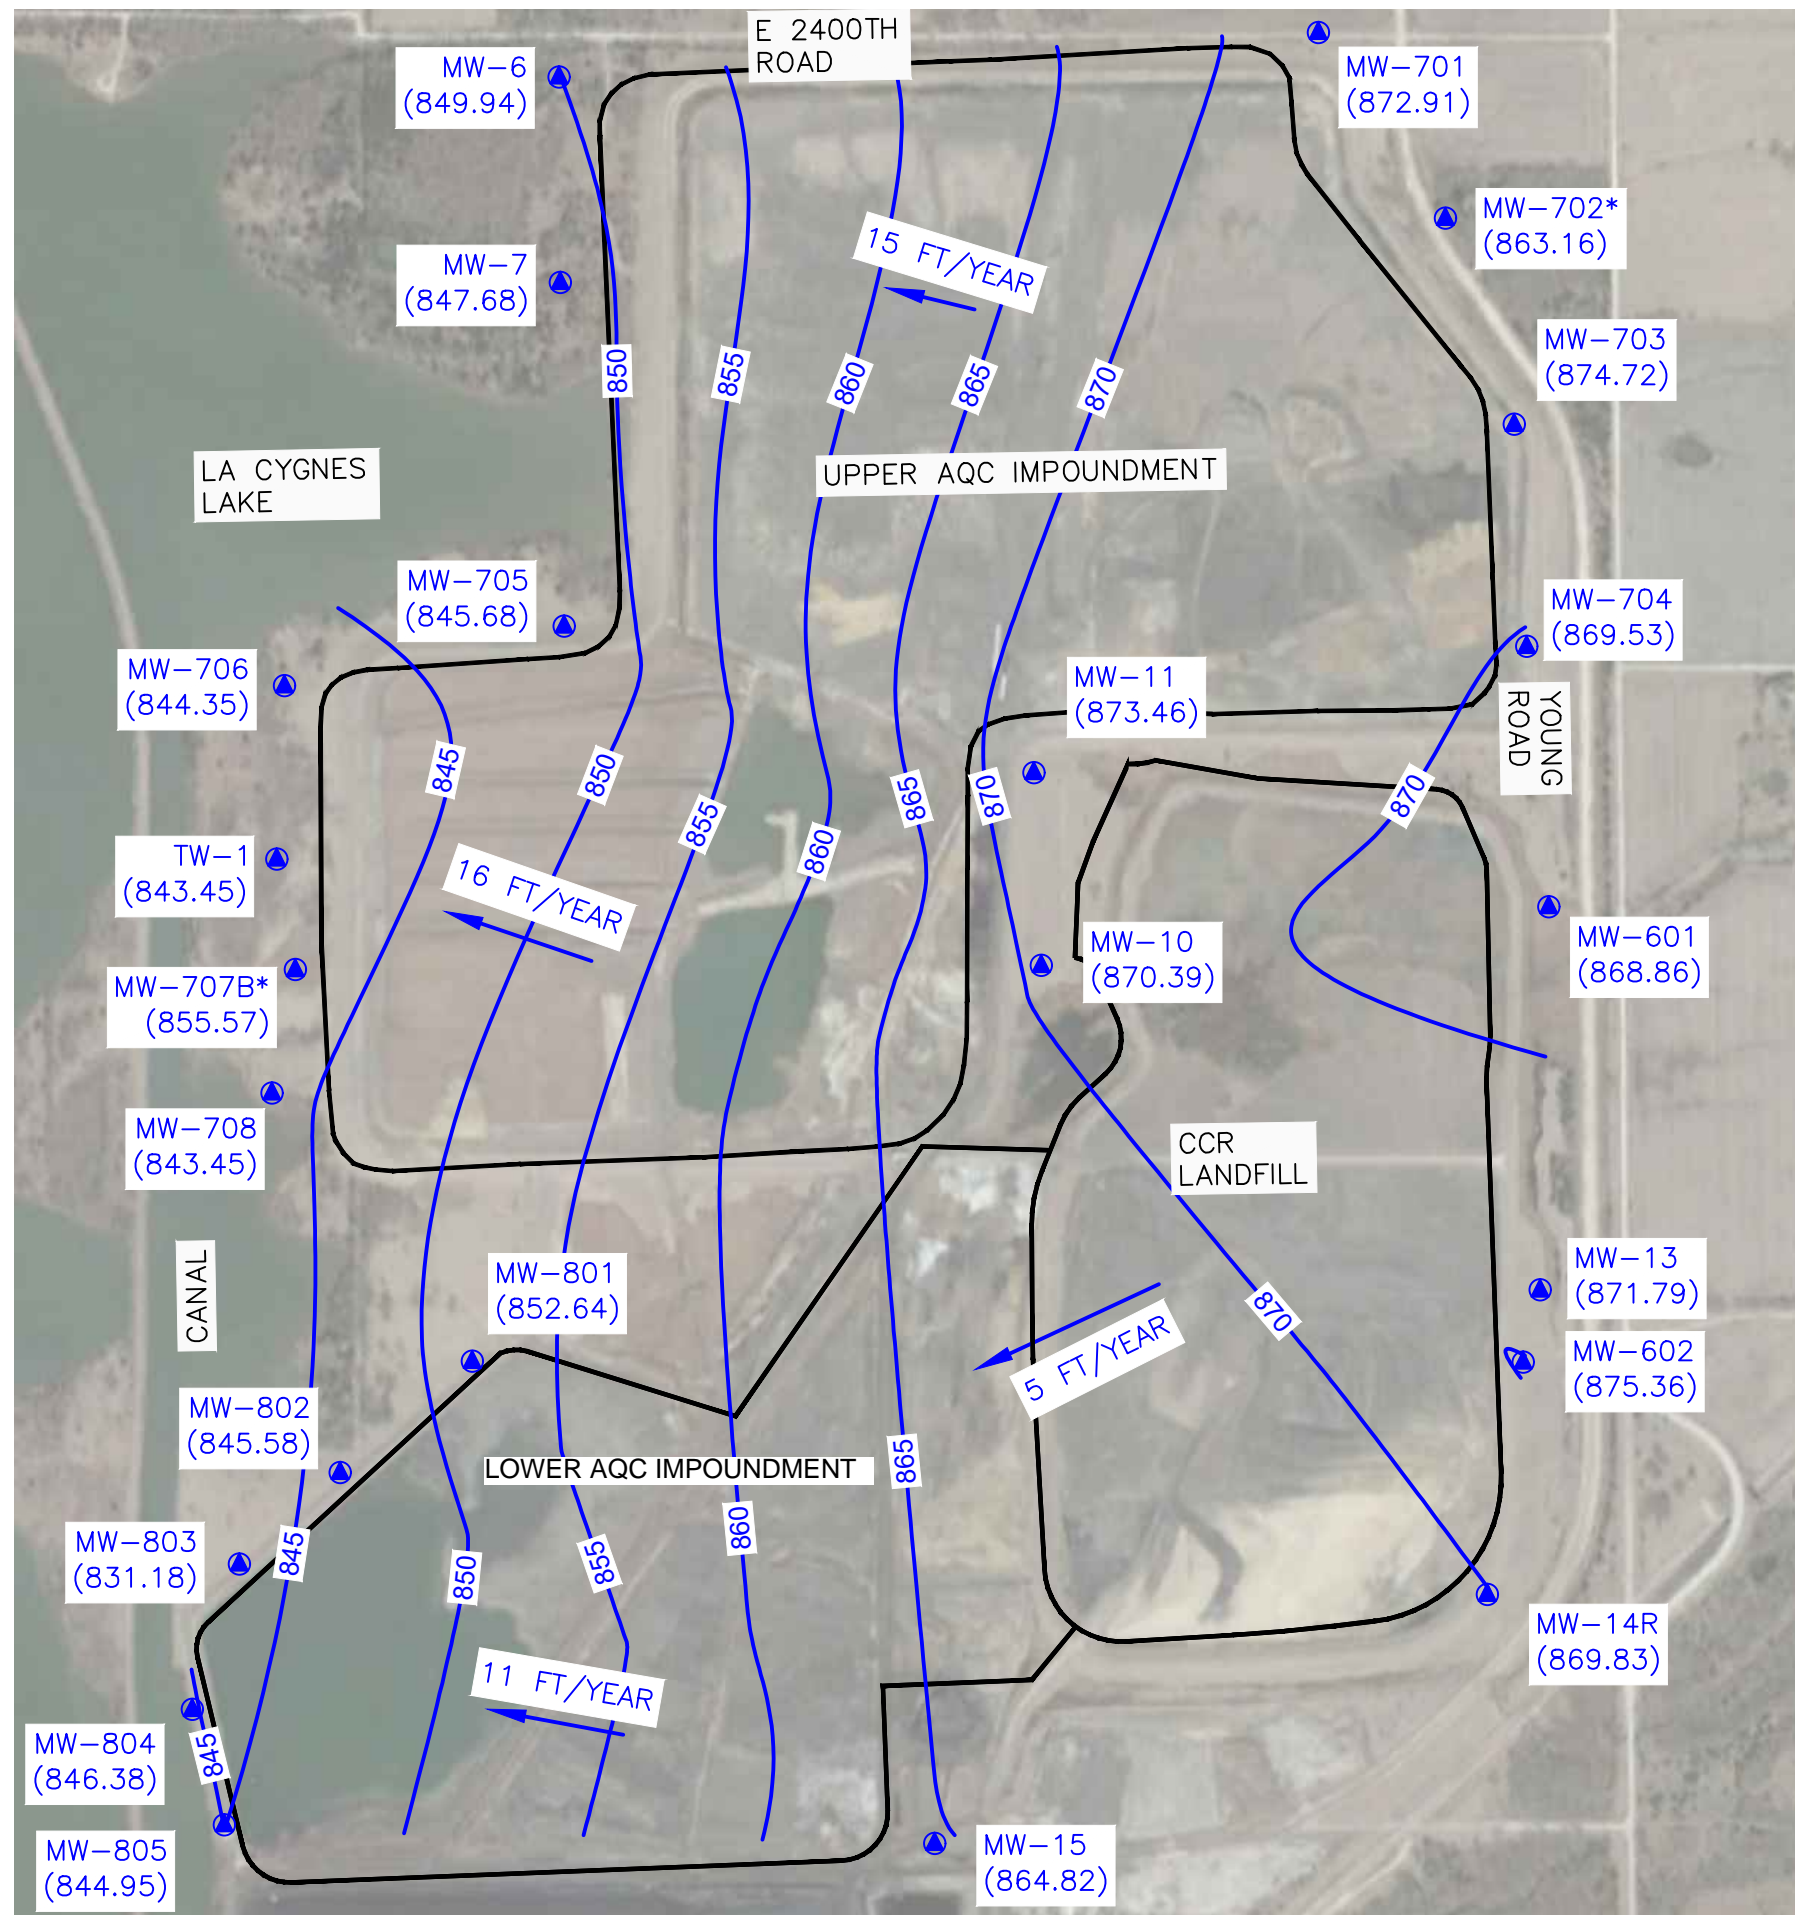 E 2400TH
ROAD
MW-6
(849.94)
MW-701
(872.91)
MW-702*
(863.16)
MW-7
(847.68)
15 FT/YEAR
MW-703
(874.72)
850
855
860
865
870
LA CYGNES
LAKE
UPPER AQC IMPOUNDMENT
MW-705
(845.68)
MW-704
(869.53)
MW-706
(844.35)
MW-11
(873.46)
YOUNG
ROAD
845
850
855
860
865
870
870
TW-1
(843.45)
16 FT/YEAR
MW-10
(870.39)
MW-601
(868.86)
MW-707B*
(855.57)
MW-708
(843.45)
CCR
LANDFILL
CANAL
MW-801
(852.64)
MW-13
(871.79)
870
5 FT/YEAR
MW-602
(875.36)
MW-802
(845.58)
LOWER AQC IMPOUNDMENT
865
860
MW-803
(831.18)
845
850
855
MW-14R
(869.83)
11 FT/YEAR
MW-804
(846.38)
845
MW-805
(844.95)
MW-15
(864.82)